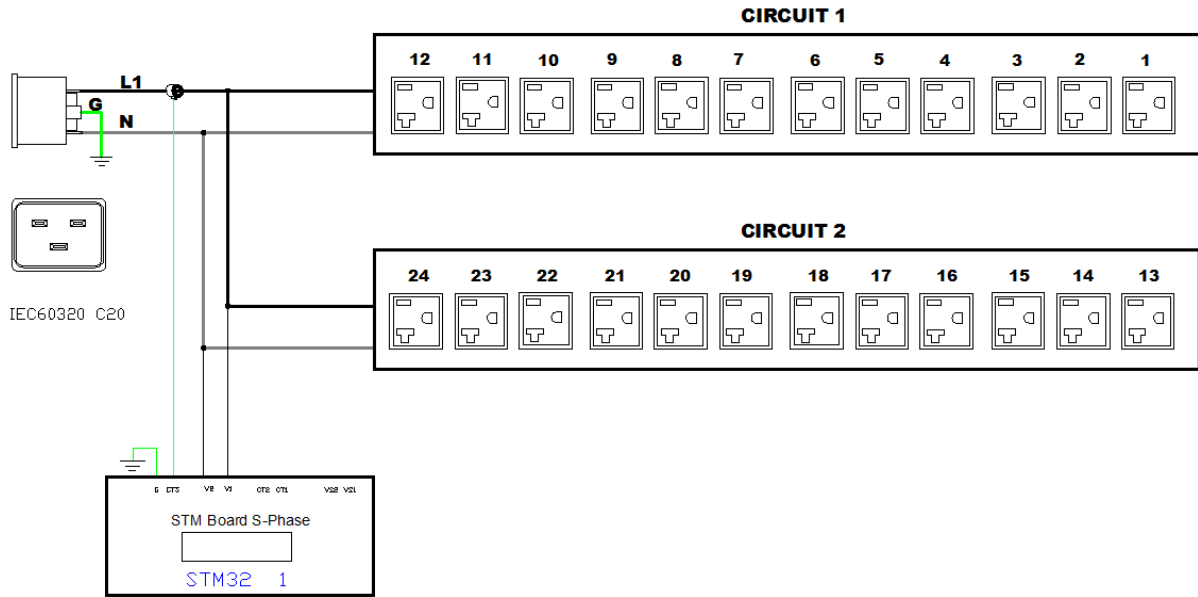 CIRCUIT 1
12 11 10 9 8 7 6 5 4 3 2 1
L1
G
N
CIRCUIT 2
24 23 22 21 20 19 18 17 16 15 14 13
IEC60320 C20
G CT3 V2 V1 CT2 CT1 VS2 VS1
STM Board S-Phase
STM32 1